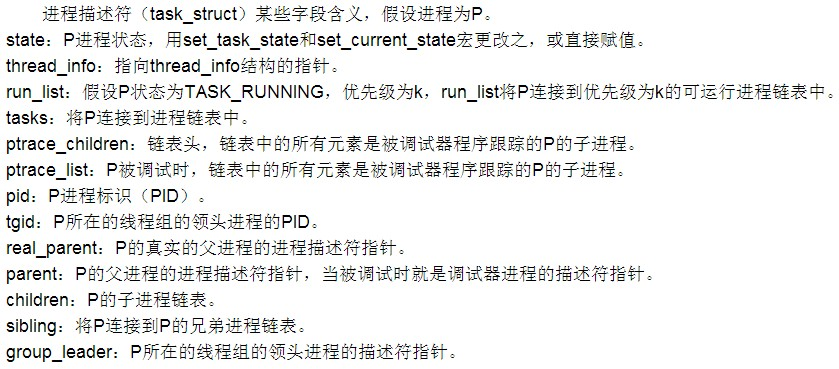 进程描述符（task_struct）某些字段含义，假设进程为P。
state：P进程状态，用set_task_state和set_current_state宏更改之，或直接赋值。
thread_info：指向thread_info结构的指针。
run_list：假设P状态为TASK_RUNNING，优先级为k，run_list将P连接到优先级为k的可运行进程链表中。
tasks：将P连接到进程链表中。
ptrace_children：链表头，链表中的所有元素是被调试器程序跟踪的P的子进程。
ptrace_list：P被调试时，链表中的所有元素是被调试器程序跟踪的P的子进程。
pid：P进程标识（PID）。
tgid：P所在的线程组的领头进程的PID。
real_parent：P的真实的父进程的进程描述符指针。
parent：P的父进程的进程描述符指针，当被调试时就是调试器进程的描述符指针。
children：P的子进程链表。
sibling：将P连接到P的兄弟进程链表。
group_leader：P所在的线程组的领头进程的描述符指针。